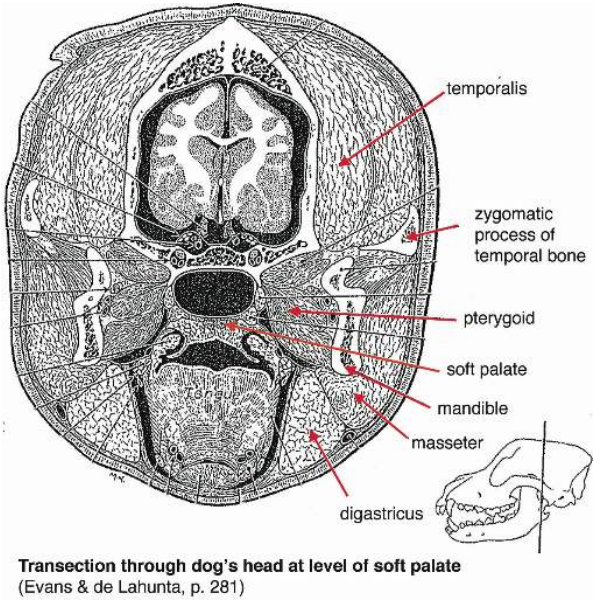 temporalis
zygomatic
process of
temporal bone
pterygoid
soft palate
Tongue
mandible
masseter
digastricus
Transection through dog's head at level of soft palate
(Evans & de Lahunta, p. 281)